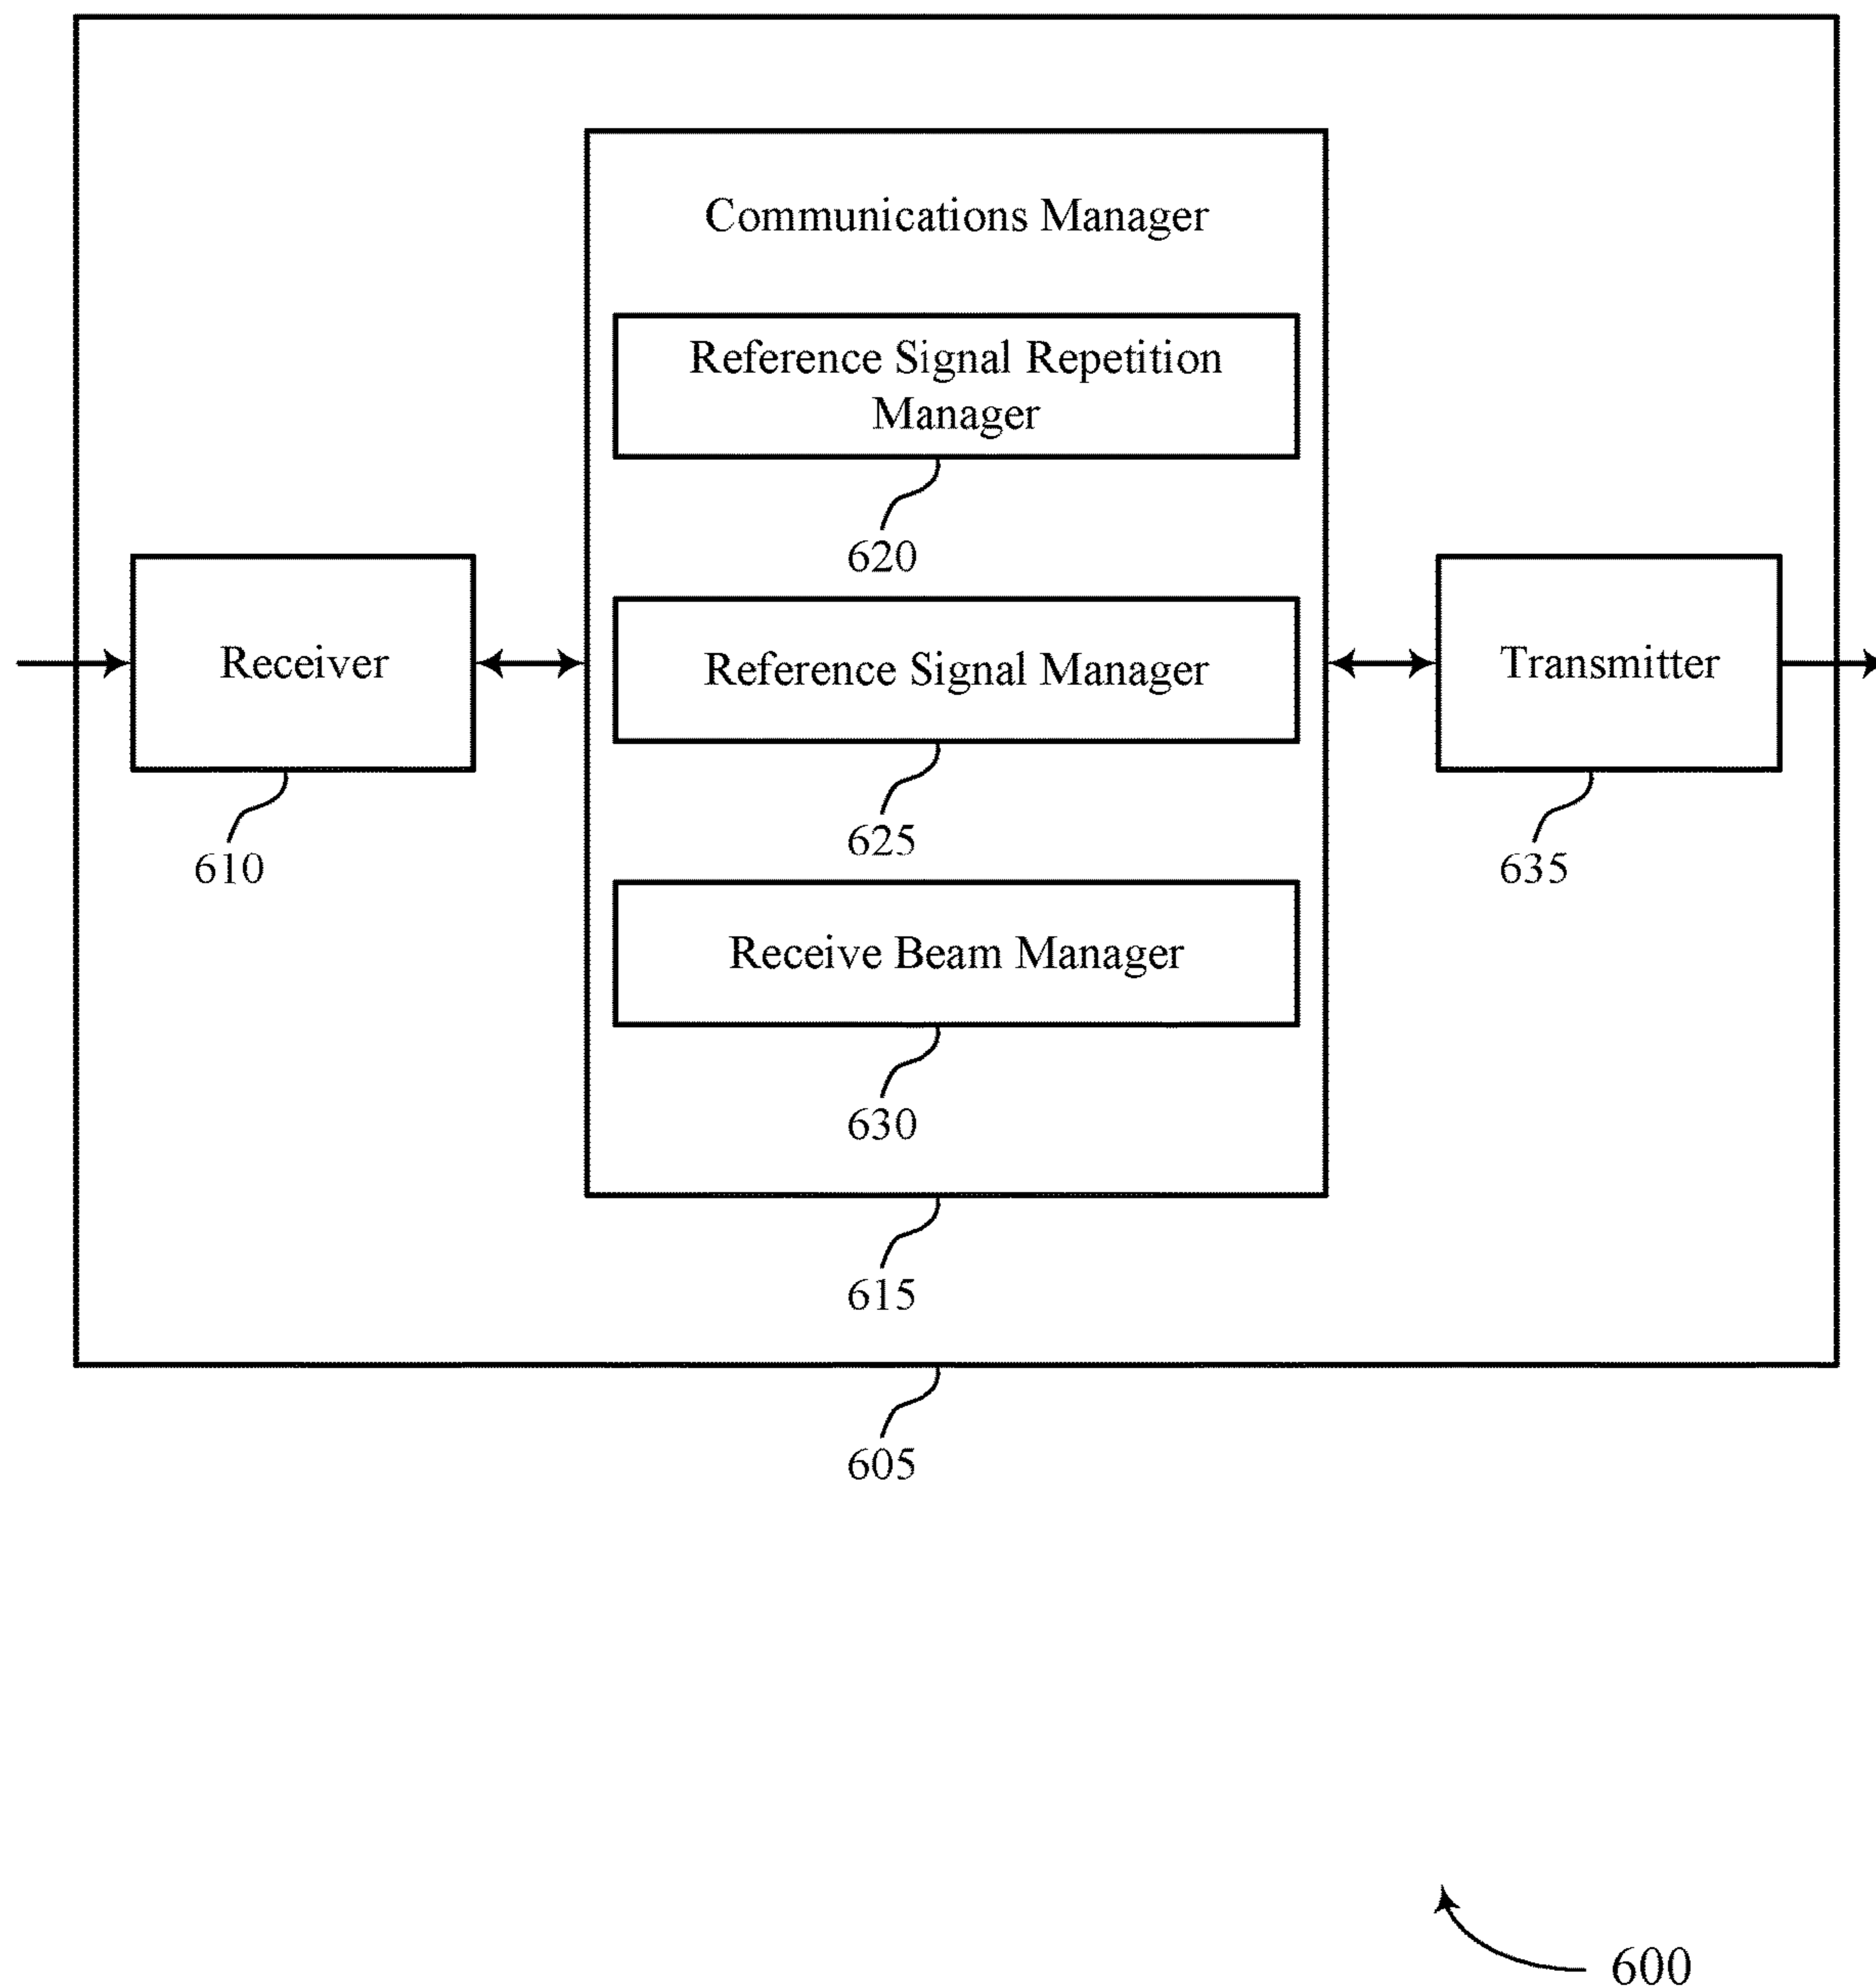 Communications Manager
Reference Signal Repetition
Manager
620
Receiver
610
Reference Signal Manager
625
Transmitter
635
Receive Beam Manager
630
615
605
600